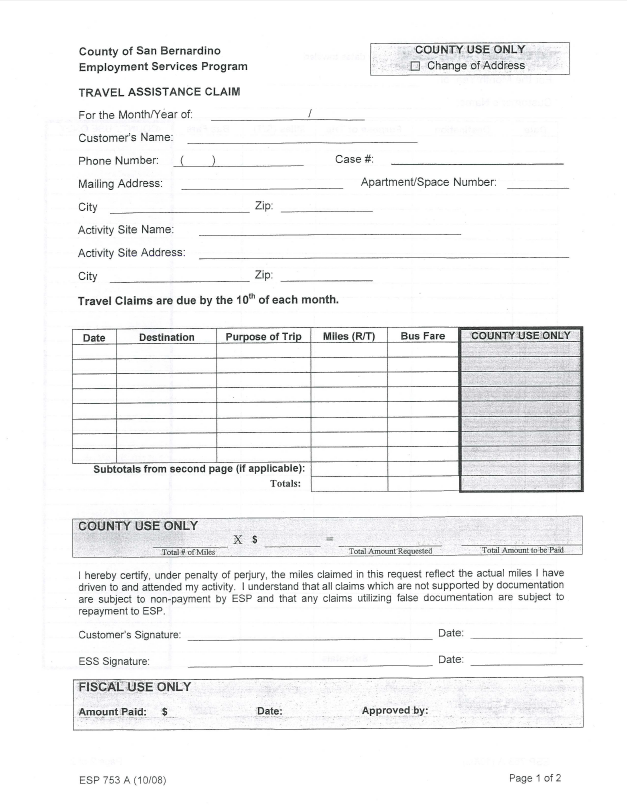 County of San Bernardino
Employment Services Program
COUNTY USE ONLY
☐ Change of Address
TRAVEL ASSISTANCE CLAIM
For the Month/Year of: /
Customer's Name:
Phone Number: ( ) Case #:
Mailing Address: Apartment/Space Number:
City Zip:
Activity Site Name:
Activity Site Address:
City Zip:
Travel Claims are due by the 10th of each month.
Date Destination Purpose of Trip Miles (R/T) Bus Fare COUNTY USE ONLY
Subtotals from second page (if applicable):
Totals:
COUNTY USE ONLY
X $ =
Total # of Miles Total Amount Requested Total Amount to be Paid
I hereby certify, under penalty of perjury, the miles claimed in this request reflect the actual miles I have
driven to and attended my activity. I understand that all claims which are not supported by documentation
are subject to non-payment by ESP and that any claims utilizing false documentation are subject to
repayment to ESP.
Customer's Signature: Date:
ESS Signature: Date:
FISCAL USE ONLY
Amount Paid: $ Date: Approved by:
ESP 753 A (10/08) Page 1 of 2